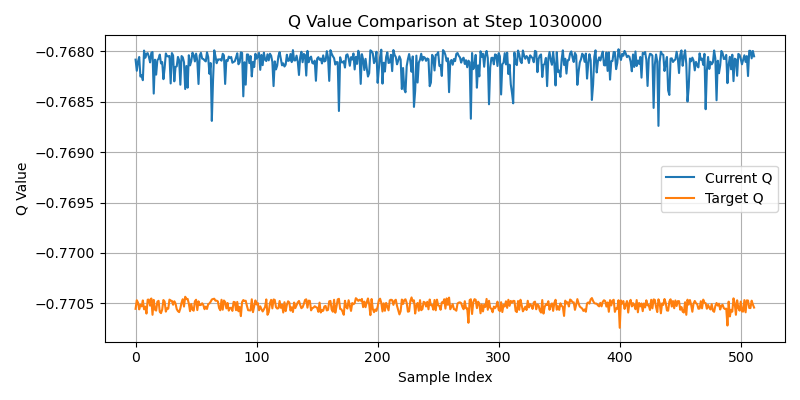 Q Value Comparison at Step 1030000
Q Value
−0.7680
−0.7685
−0.7690
−0.7695
−0.7700
−0.7705
Current Q
Target Q
0
100
200
300
400
500
Sample Index